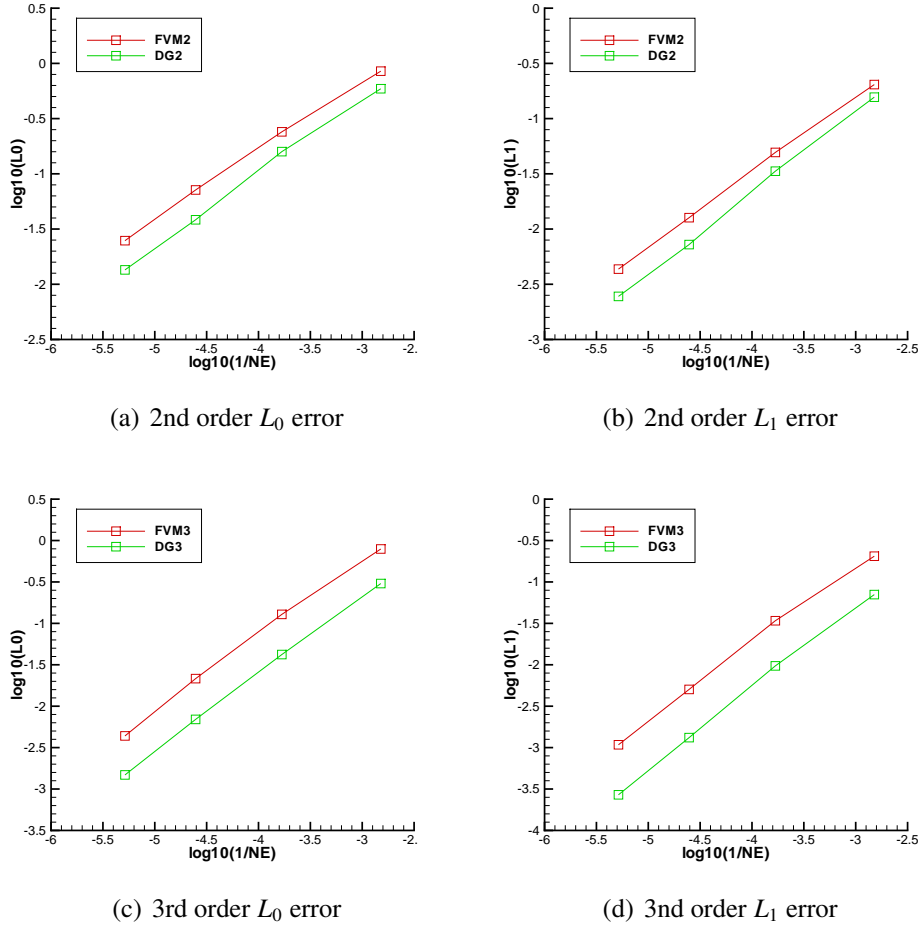 0.5
0
-0.5
-1
-1.5
-2
-2.5
log10(L0)
FVM2
DG2
-6 -5.5 -5 -4.5 -4 -3.5 -3 -2.
log10(1/NE)
(a) 2nd order L0 error
0
-0.5
-1
-1.5
-2
-2.5
-3
log10(L1)
FVM2
DG2
-6 -5.5 -5 -4.5 -4 -3.5 -3 -2.5
log10(1/NE)
(b) 2nd order L1 error
0.5
0
-0.5
-1
-1.5
-2
-2.5
-3
-3.5
log10(L0)
FVM3
DG3
-6 -5.5 -5 -4.5 -4 -3.5 -3 -2.
log10(1/NE)
(c) 3rd order L0 error
0
-0.5
-1
-1.5
-2
-2.5
-3
-3.5
-4
log10(L1)
FVM3
DG3
-6 -5.5 -5 -4.5 -4 -3.5 -3 -2.5
log10(1/NE)
(d) 3nd order L1 error